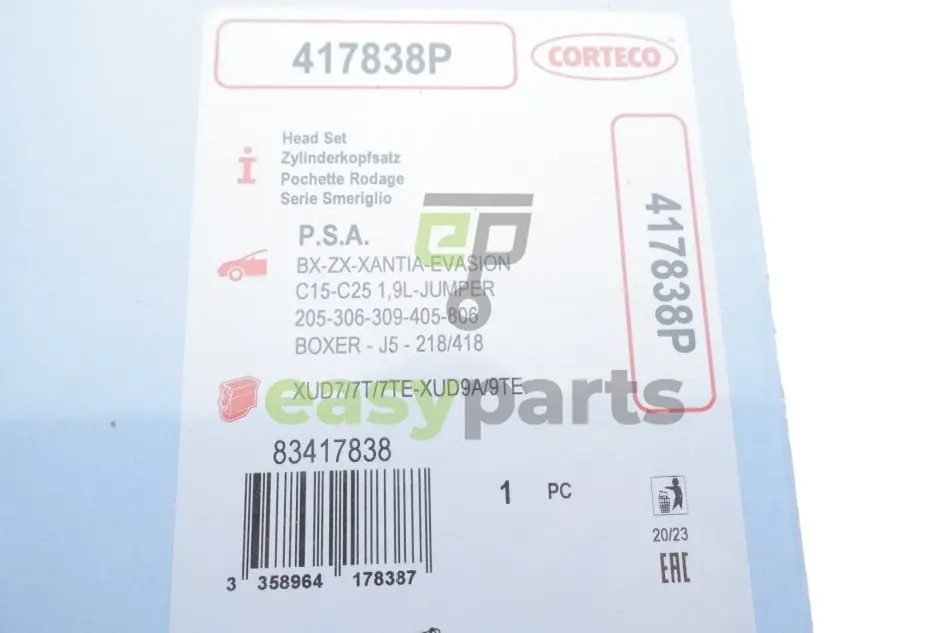 417838P
CORTECO
Head Set
Zylinderkopfsatz
Pochette Rodage
Serie Smeriglio
417838P
P.S.A.
BX-ZX-XANTIA-EVASION
C15-C25 1,9L-JUMPER
205-306-309-405-806
BOXER - J5 - 218/418
XUD7/7T/7TE-XUD9A/9TE
easyparts
83417838
1 PC
20/23
EAC
3 358964 178387